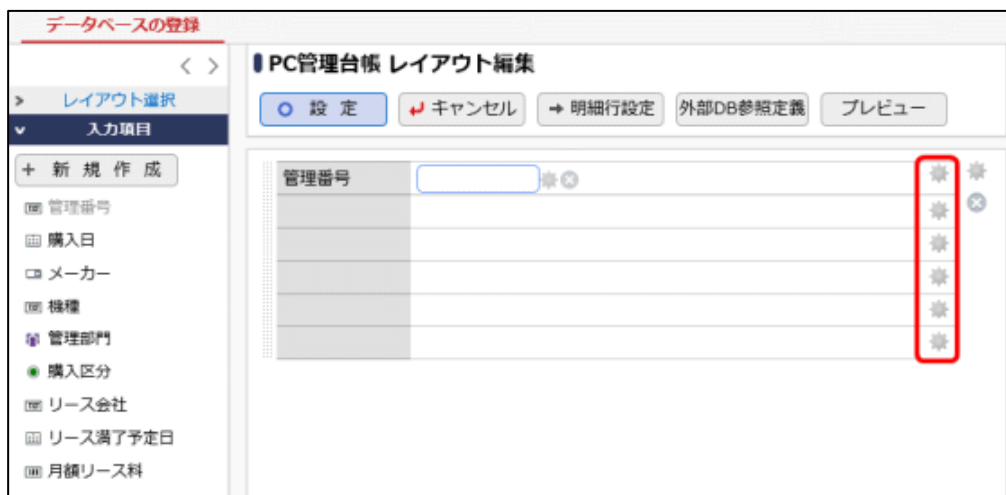 データベースの登録
< >
PC管理台帳 レイアウト編集
レイアウト選択
設定
キャンセル
明細行設定
外部DB参照定義
プレビュー
入力項目
+ 新規作成
管理番号
管理番号
購入日
メーカー
機種
管理部門
購入区分
リース会社
リース満了予定日
月額リース料